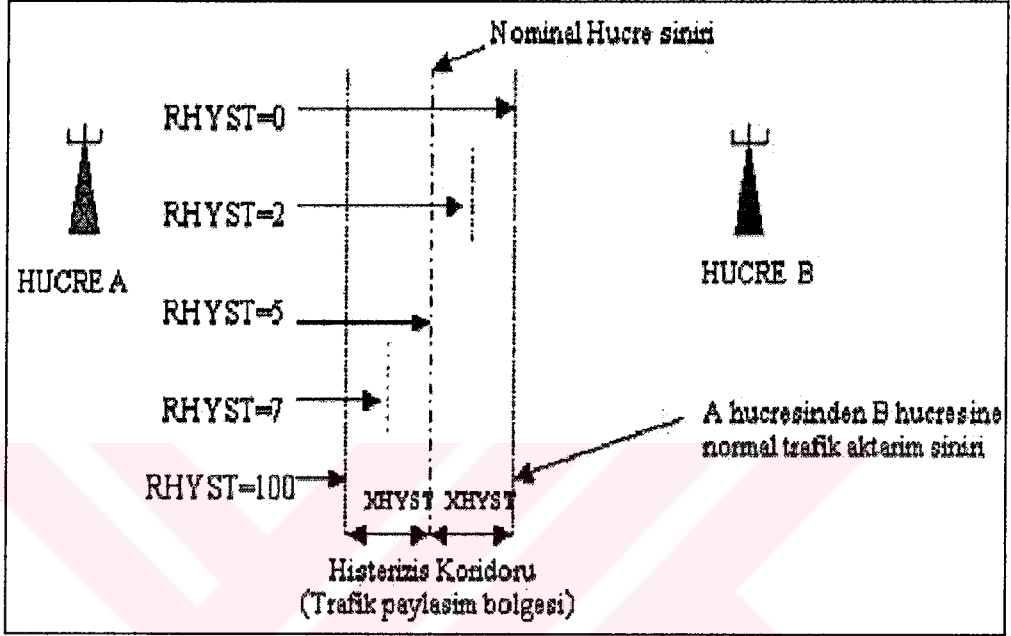 Nominal Hucre siniri
RHYST=0
RHYST=2
HUCRE A
HUCRE B
RHYST=5
RHYST=7
A hucresinden B hucresine
normal trafik aktarim siniri
RHYST=100
XHYST XHYST
Histerizis Koridoru
(Trafik paylasim bolgesi)